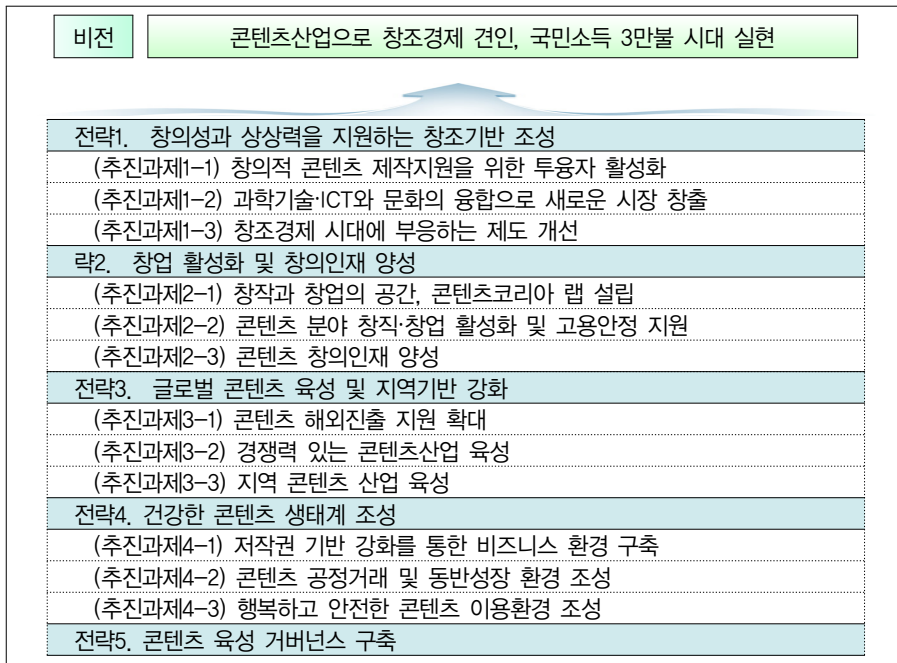 비전
콘텐츠산업으로 창조경제 견인, 국민소득 3만불 시대 실현
전략1. 창의성과 상상력을 지원하는 창조기반 조성
(추진과제1-1) 창의적 콘텐츠 제작지원을 위한 투융자 활성화
(추진과제1-2) 과학기술·ICT와 문화의 융합으로 새로운 시장 창출
(추진과제1-3) 창조경제 시대에 부응하는 제도 개선
략2. 창업 활성화 및 창의인재 양성
(추진과제2-1) 창작과 창업의 공간, 콘텐츠코리아 랩 설립
(추진과제2-2) 콘텐츠 분야 창직·창업 활성화 및 고용안정 지원
(추진과제2-3) 콘텐츠 창의인재 양성
전략3. 글로벌 콘텐츠 육성 및 지역기반 강화
(추진과제3-1) 콘텐츠 해외진출 지원 확대
(추진과제3-2) 경쟁력 있는 콘텐츠산업 육성
(추진과제3-3) 지역 콘텐츠 산업 육성
전략4. 건강한 콘텐츠 생태계 조성
(추진과제4-1) 저작권 기반 강화를 통한 비즈니스 환경 구축
(추진과제4-2) 콘텐츠 공정거래 및 동반성장 환경 조성
(추진과제4-3) 행복하고 안전한 콘텐츠 이용환경 조성
전략5. 콘텐츠 육성 거버넌스 구축